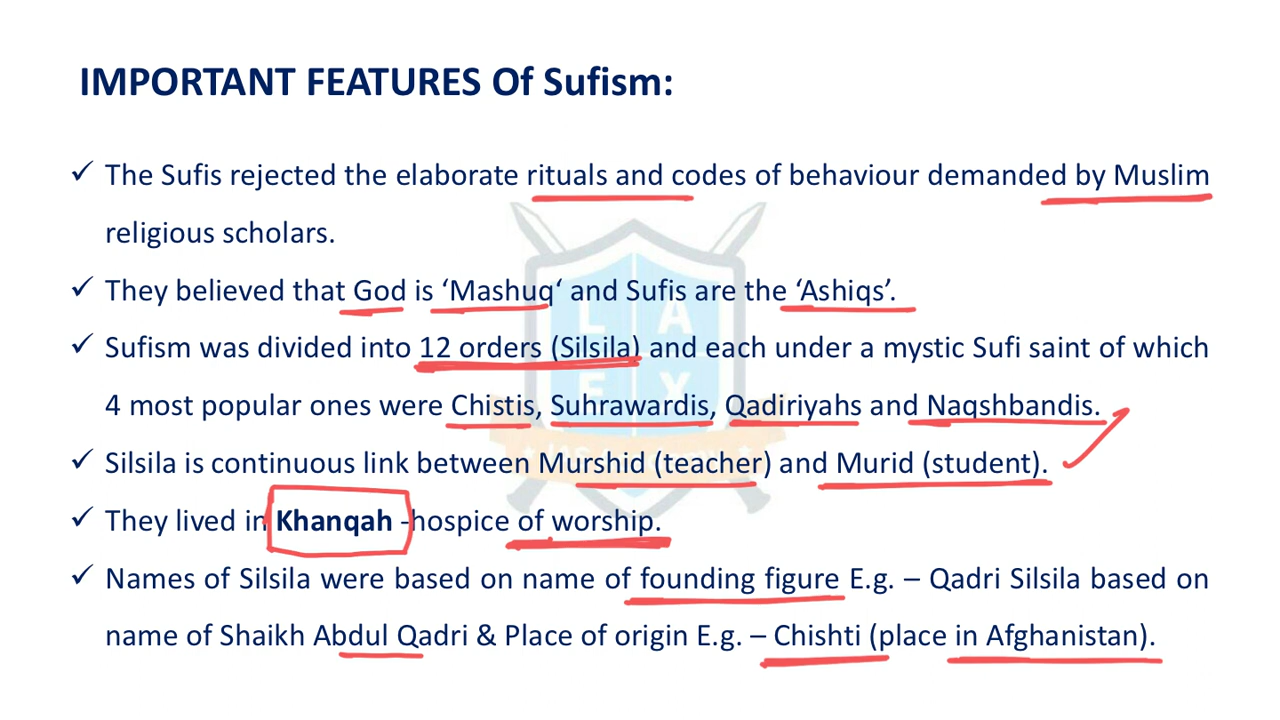 IMPORTANT FEATURES Of Sufism:
✓ The Sufis rejected the elaborate rituals and codes of behaviour demanded by Muslim
religious scholars.
✓ They believed that God is ‘Mashuq‘ and Sufis are the ‘Ashiqs’.
✓ Sufism was divided into 12 orders (Silsila) and each under a mystic Sufi saint of which
4 most popular ones were Chistis, Suhrawardis, Qadiriyahs and Naqshbandis.
✓ Silsila is continuous link between Murshid (teacher) and Murid (student).
✓ They lived in Khanqah -hospice of worship.
✓ Names of Silsila were based on name of founding figure E.g. – Qadri Silsila based on
name of Shaikh Abdul Qadri & Place of origin E.g. – Chishti (place in Afghanistan).
L A
E X